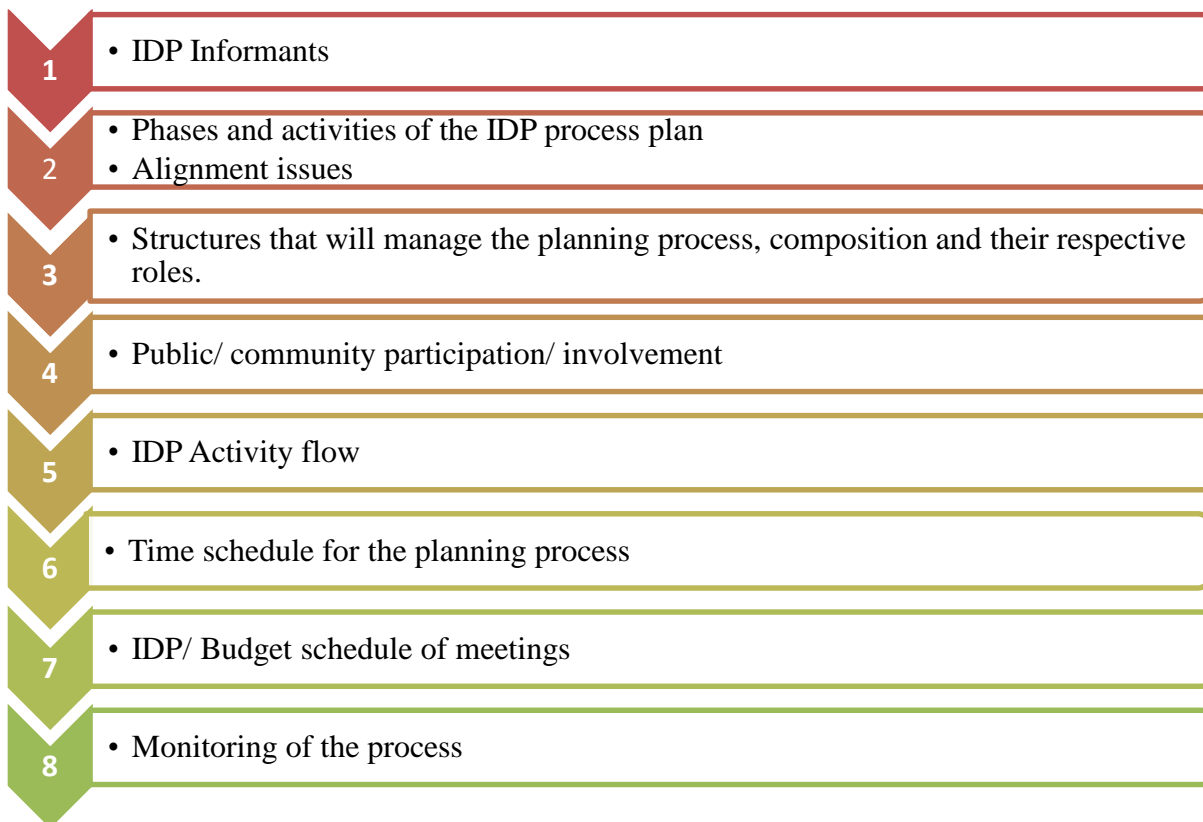 1
• IDP Informants
2
• Phases and activities of the IDP process plan
• Alignment issues
3
• Structures that will manage the planning process, composition and their respective
roles.
4
• Public/ community participation/ involvement
5
• IDP Activity flow
6
• Time schedule for the planning process
7
• IDP/ Budget schedule of meetings
8
• Monitoring of the process